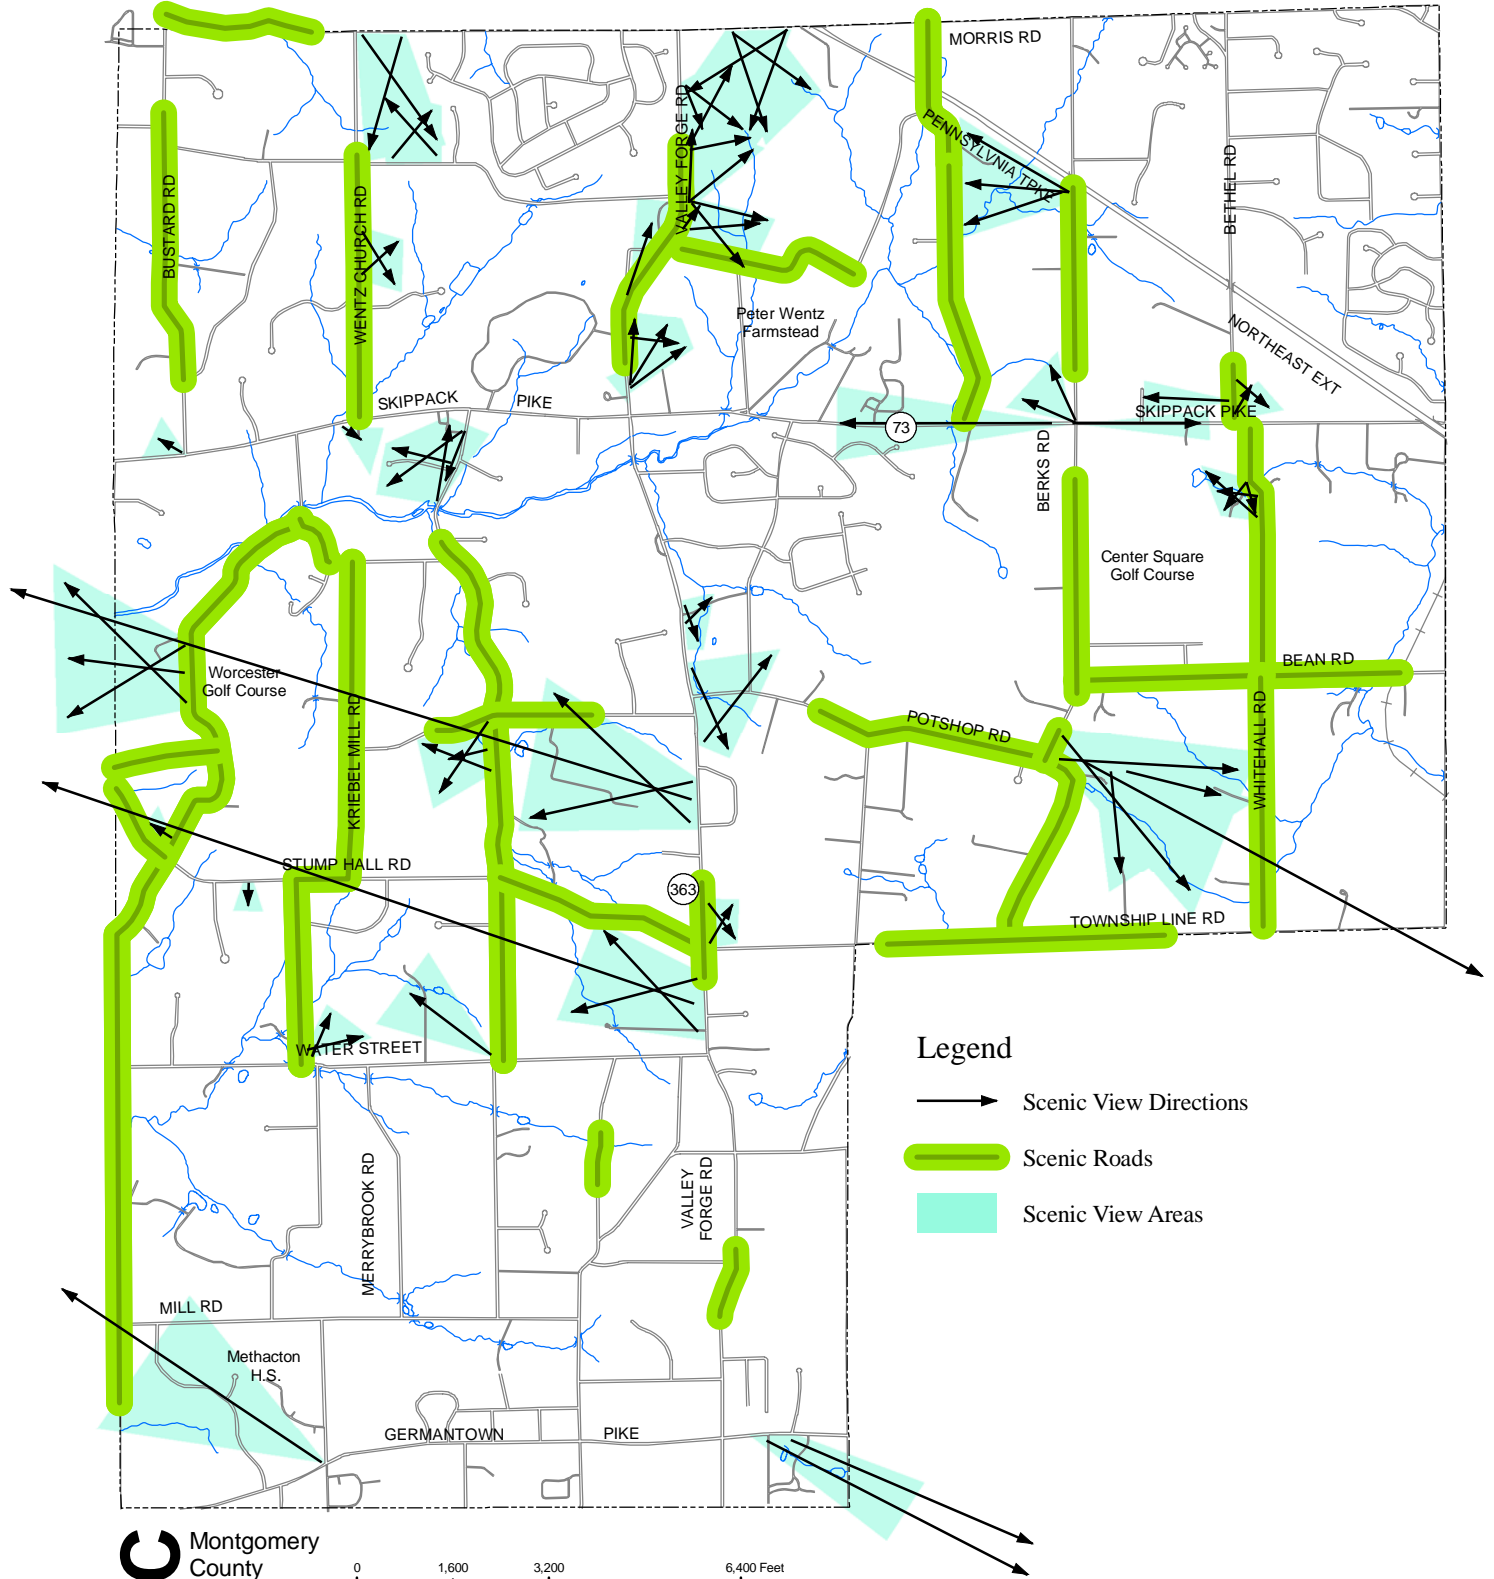 MORRIS RD
PENNSYLVNIA TPKE
VALLEY FORGE RD
BETHEL RD
BUSTARD RD
WENTZ CHURCH RD
Peter Wentz
Farmstead
NORTHEAST EXT
SKIPPACK PIKE
SKIPPACK PIKE
73
BERKS RD
Center Square
Golf Course
BEAN RD
Worcester
Golf Course
KRIEBEL MILL RD
POTSHOP RD
WHITEHALL RD
STUMP HALL RD
363
TOWNSHIP LINE RD
WATER STREET
Legend
Scenic View Directions
Scenic Roads
Scenic View Areas
MERRYBROOK RD
VALLEY
FORGE RD
MILL RD
Methacton
H.S.
GERMANTOWN PIKE
C
Montgomery
County
0 1,600 3,200 6,400 Feet